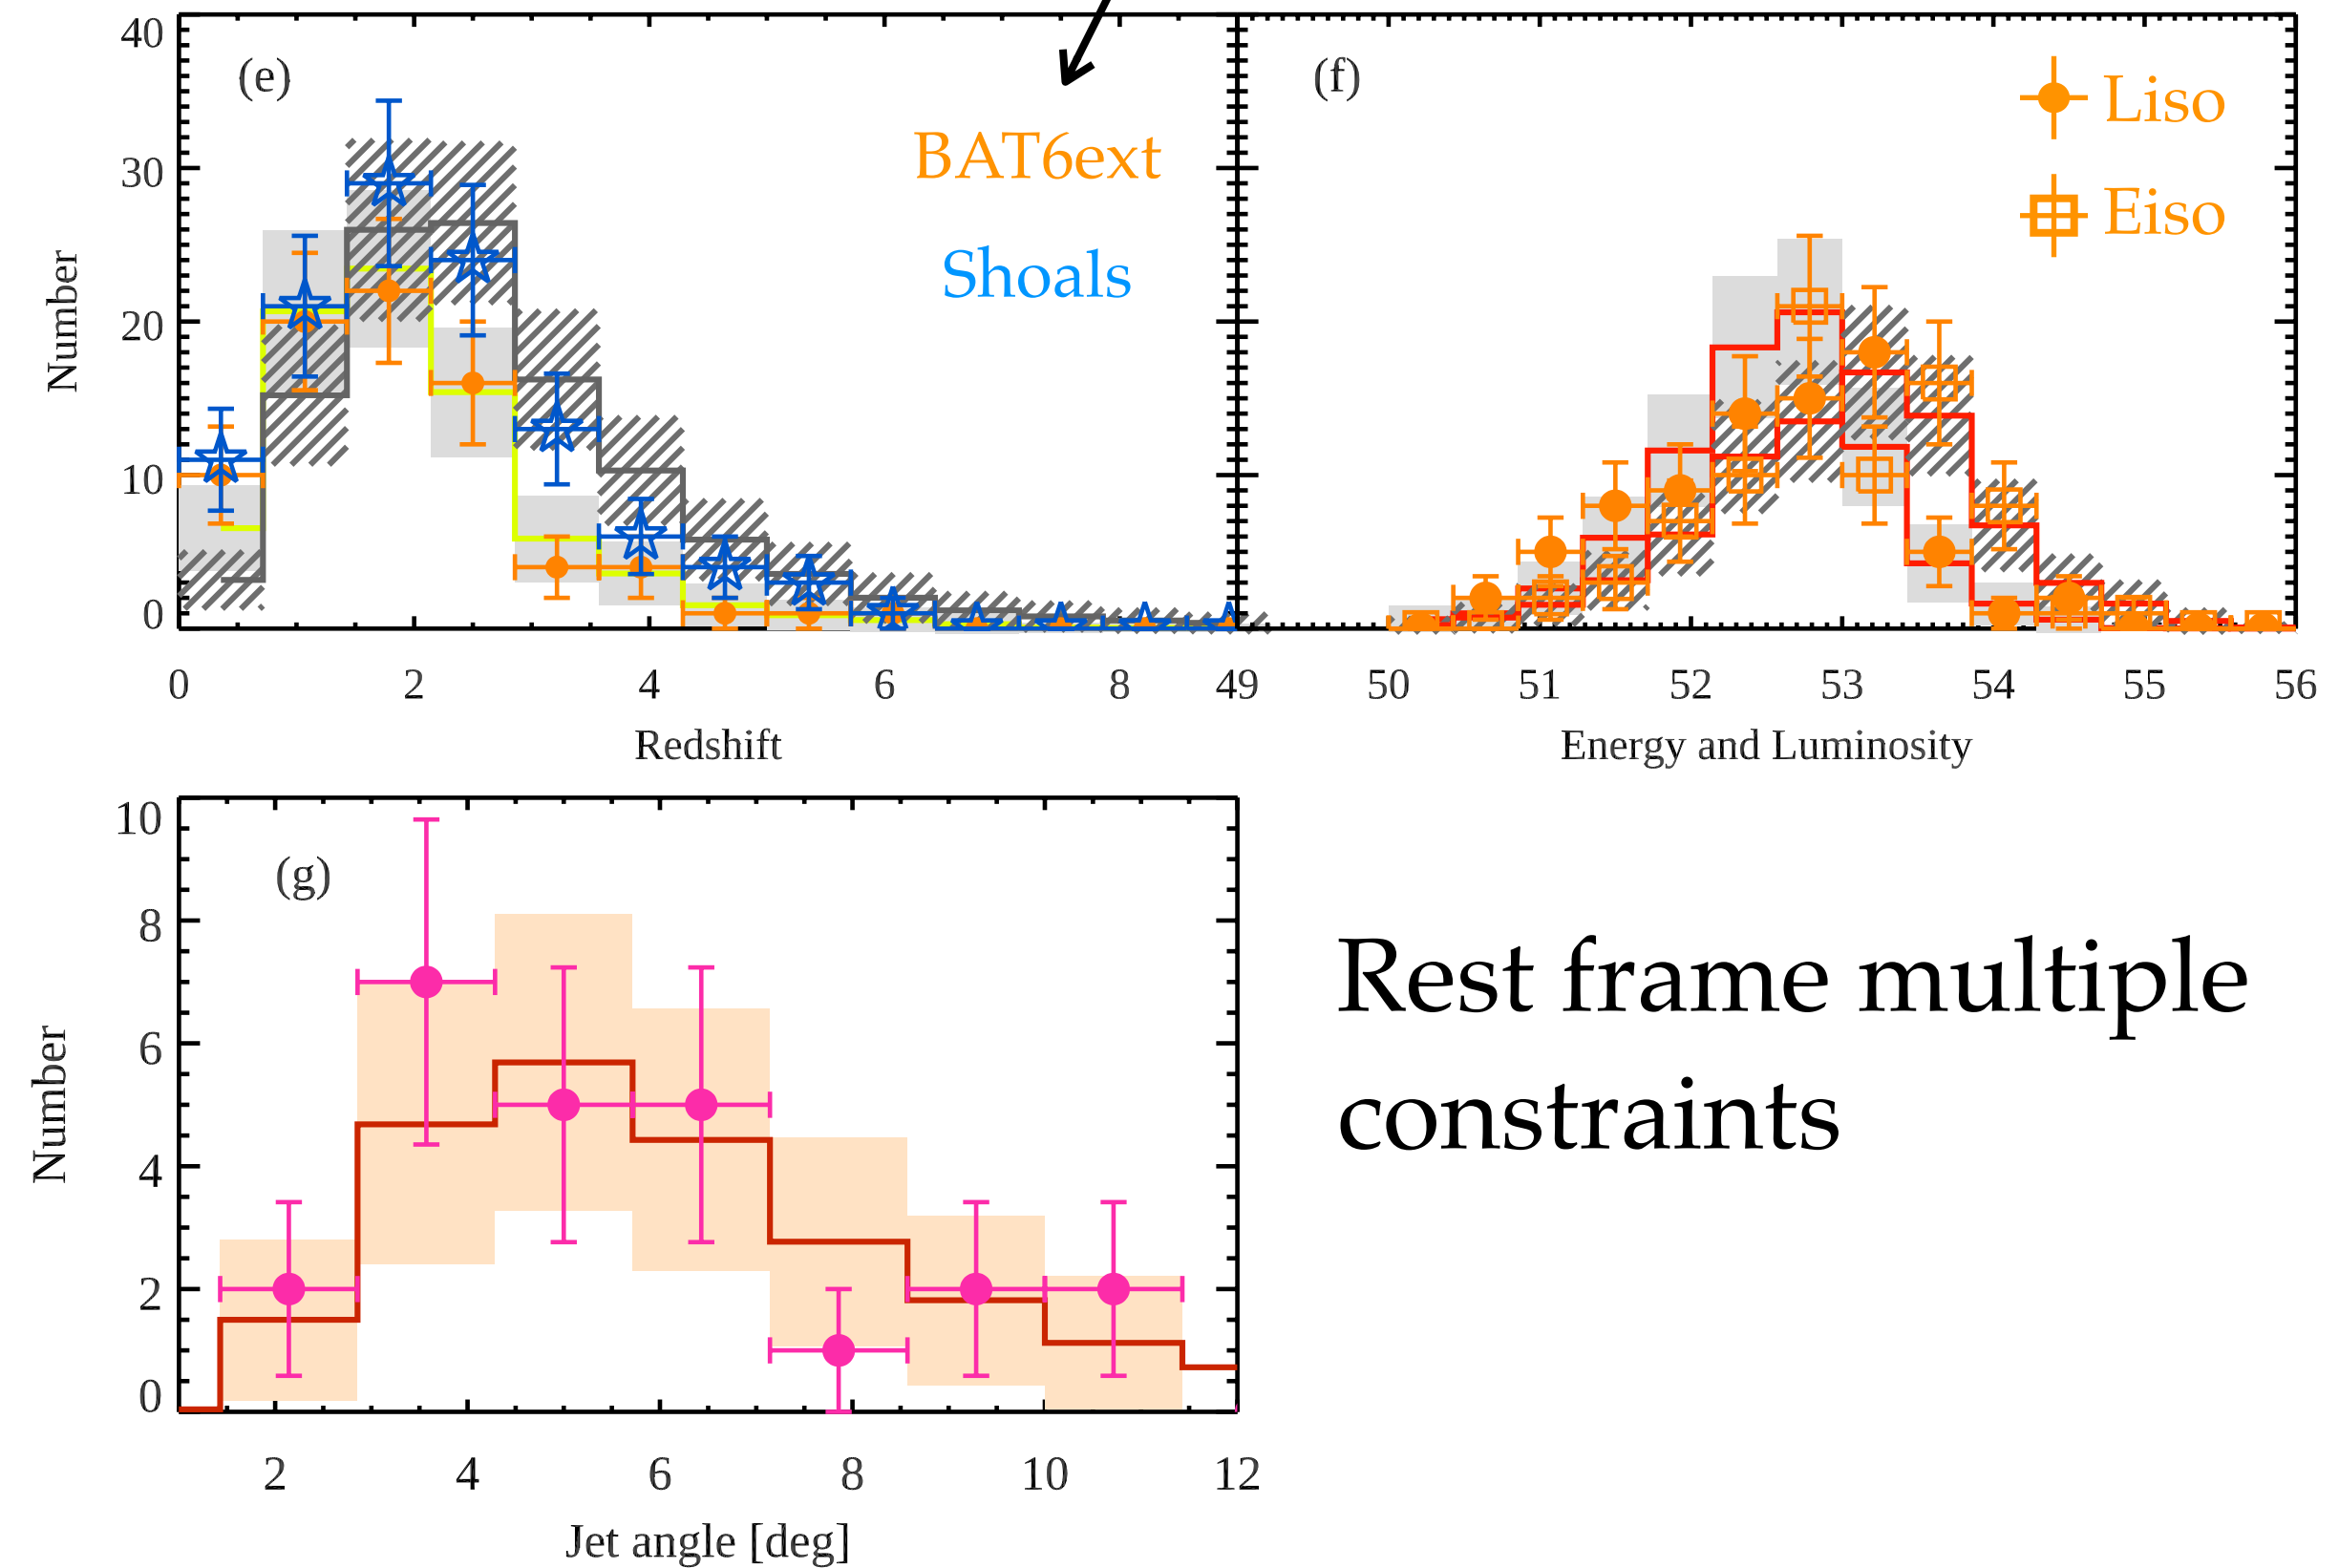 40
(e)
(f)
Liso
BAT6ext
30
Eiso
Shoals
Number
20
10
0
0 2 4 6 8 49 50 51 52 53 54 55 56
Redshift
Energy and Luminosity
10
(g)
8
Rest frame multiple
constraints
6
Number
4
2
0
2 4 6 8 10 12
Jet angle [deg]